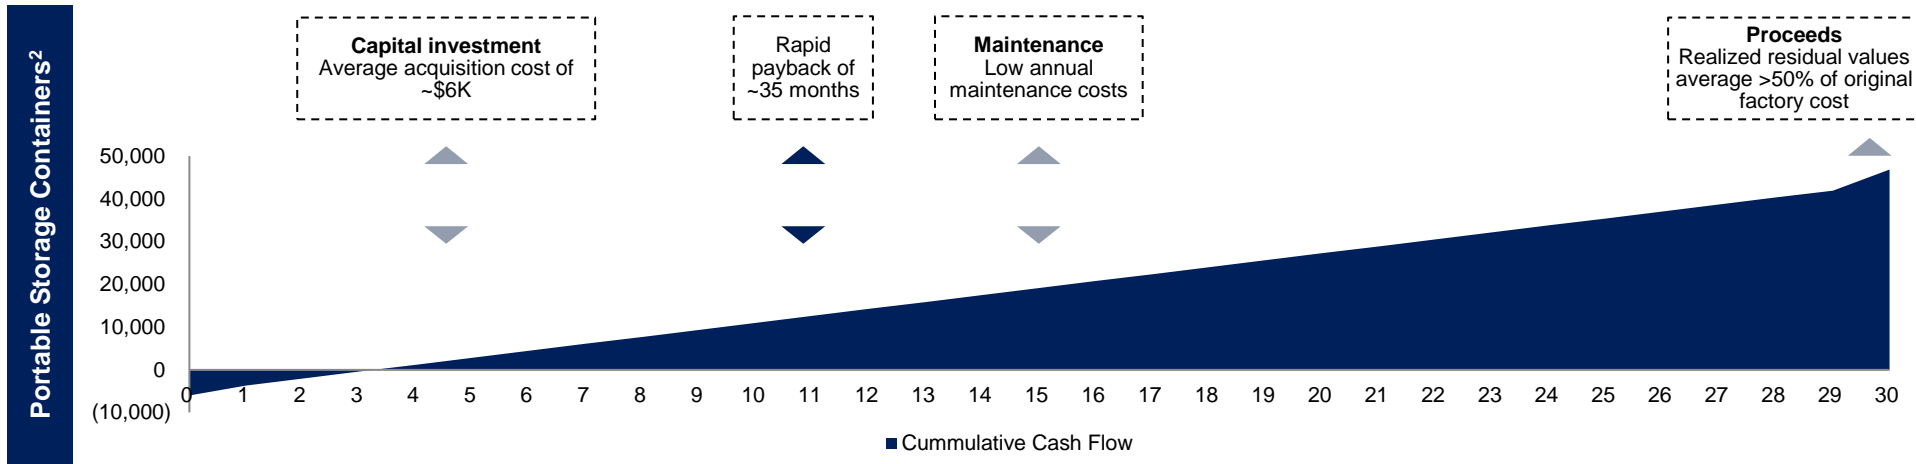 Portable Storage Containers²
Capital investment
Average acquisition cost of
~$6K
Rapid
payback of
~35 months
Maintenance
Low annual
maintenance costs
Proceeds
Realized residual values
average >50% of original
factory cost
50,000
40,000
30,000
20,000
10,000
0
(10,000)
0 1 2 3 4 5 6 7 8 9 10 11 12 13 14 15 16 17 18 19 20 21 22 23 24 25 26 27 28 29 30
Cummulative Cash Flow